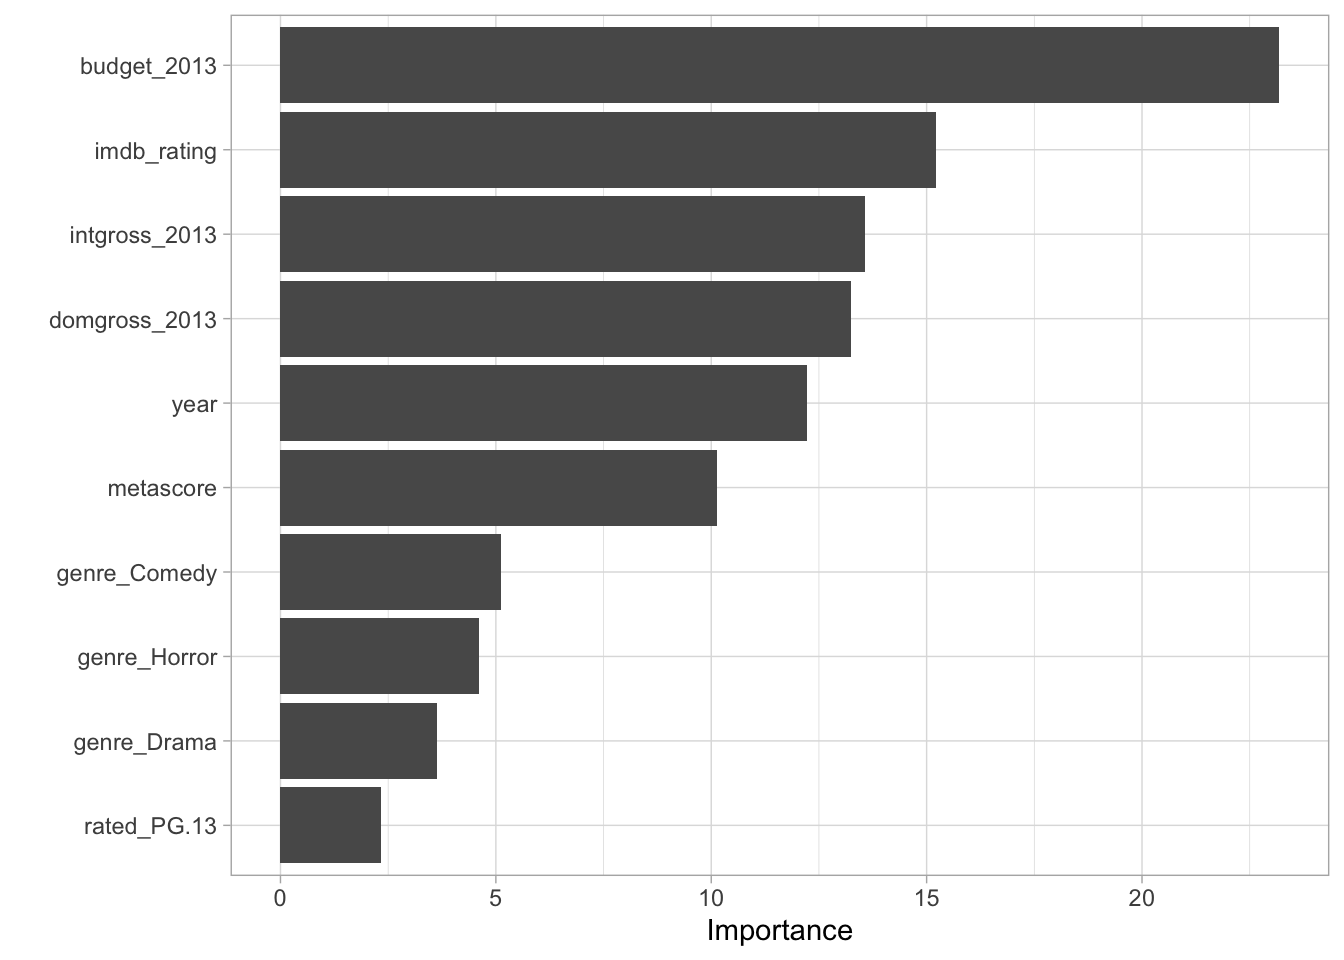 budget_2013
imdb_rating
intgross_2013
domgross_2013
year
metascore
genre_Comedy
genre_Horror
genre_Drama
rated_PG.13
0 5 10 15 20
Importance